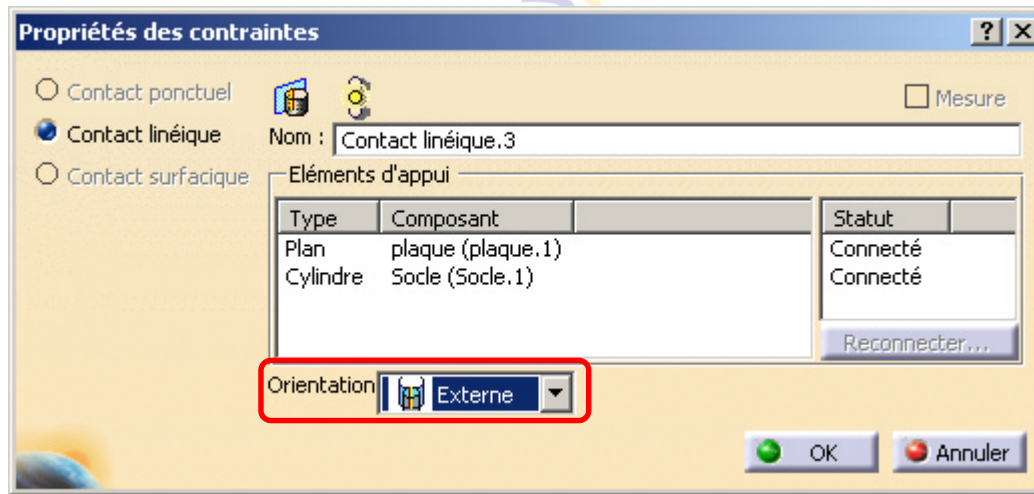 Propriétés des contraintes
Contact ponctuel
Mesure
Contact linéique
Nom : Contact linéique.3
Contact surfacique
Eléments d'appui
Type Composant Statut
Plan plaque (plaque.1) Connecté
Cylindre Socle (Socle.1) Connecté
Reconnecter...
Orientation Externe
OK Annuler